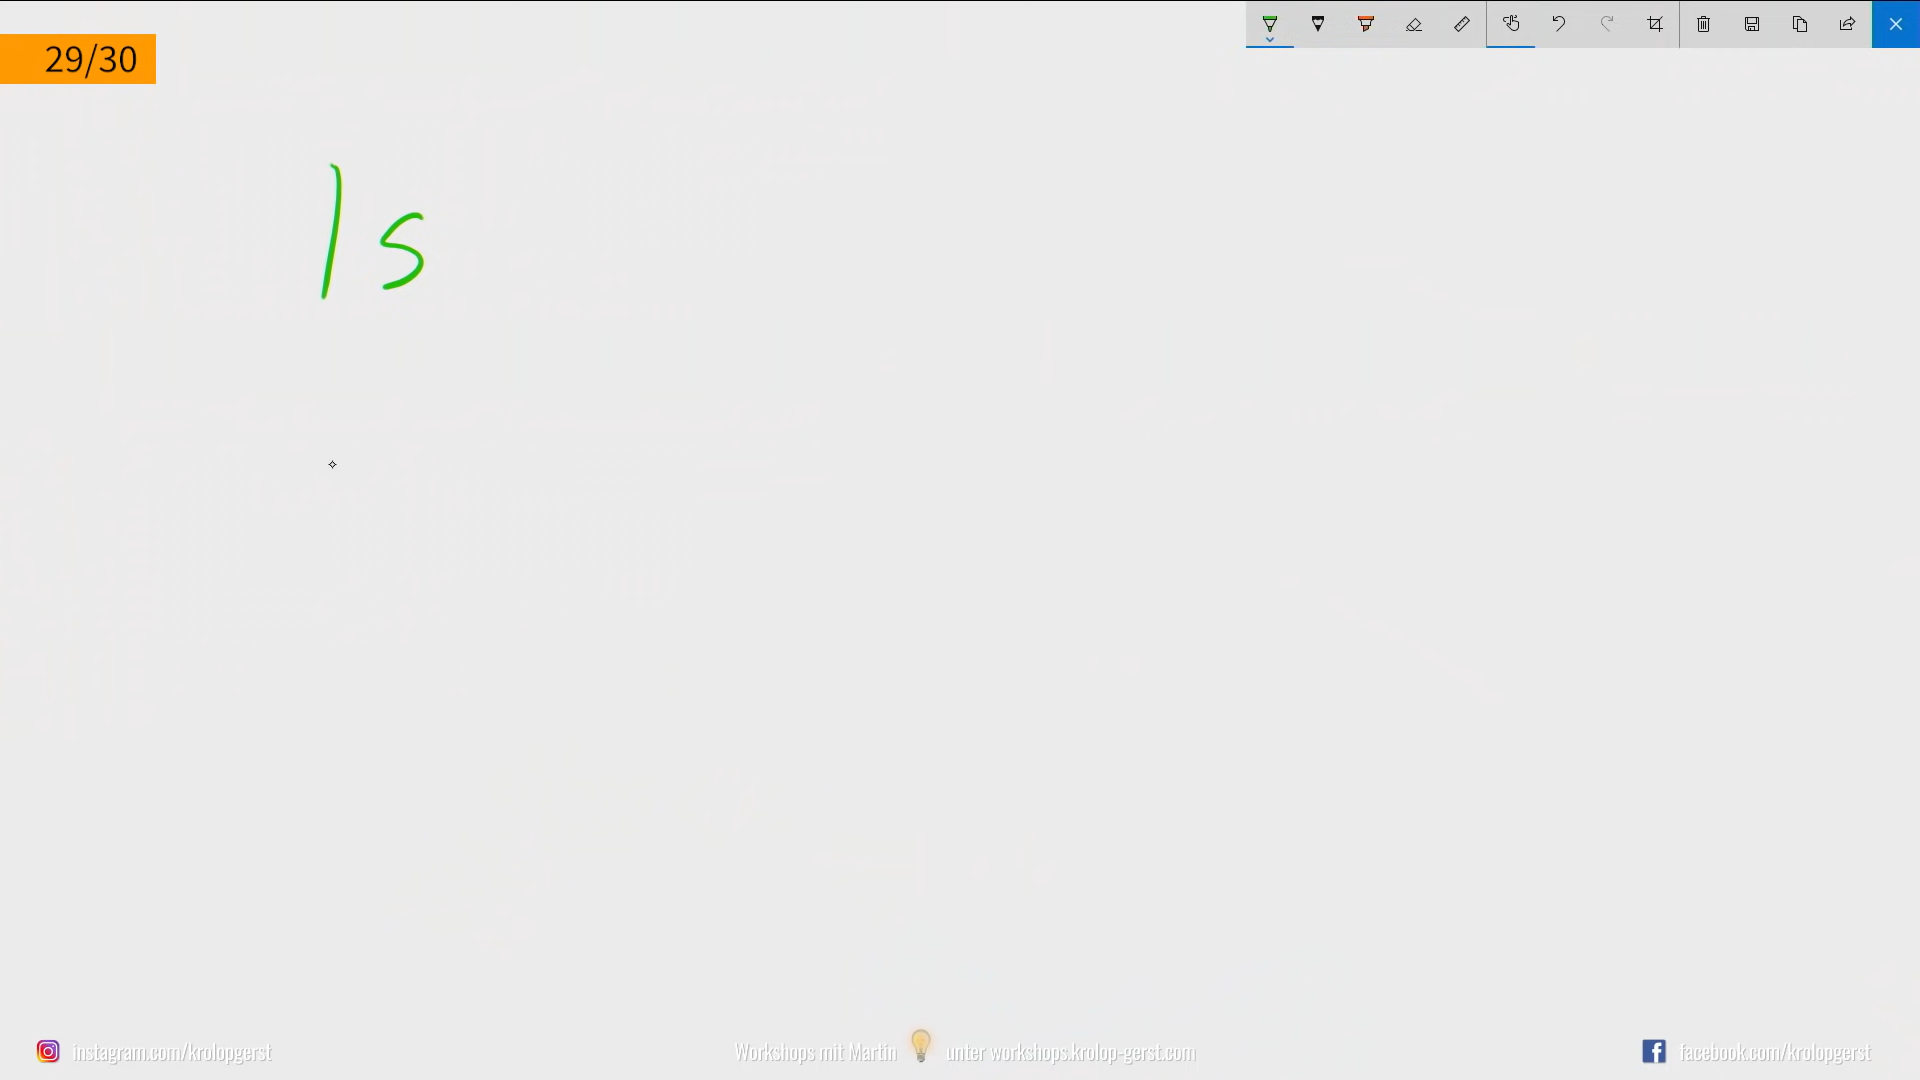 29/30
1s
instagram.com/krolopgerst
Workshops mit Martin unter workshops.krolop-gerst.com
facebook.com/krolopgerst